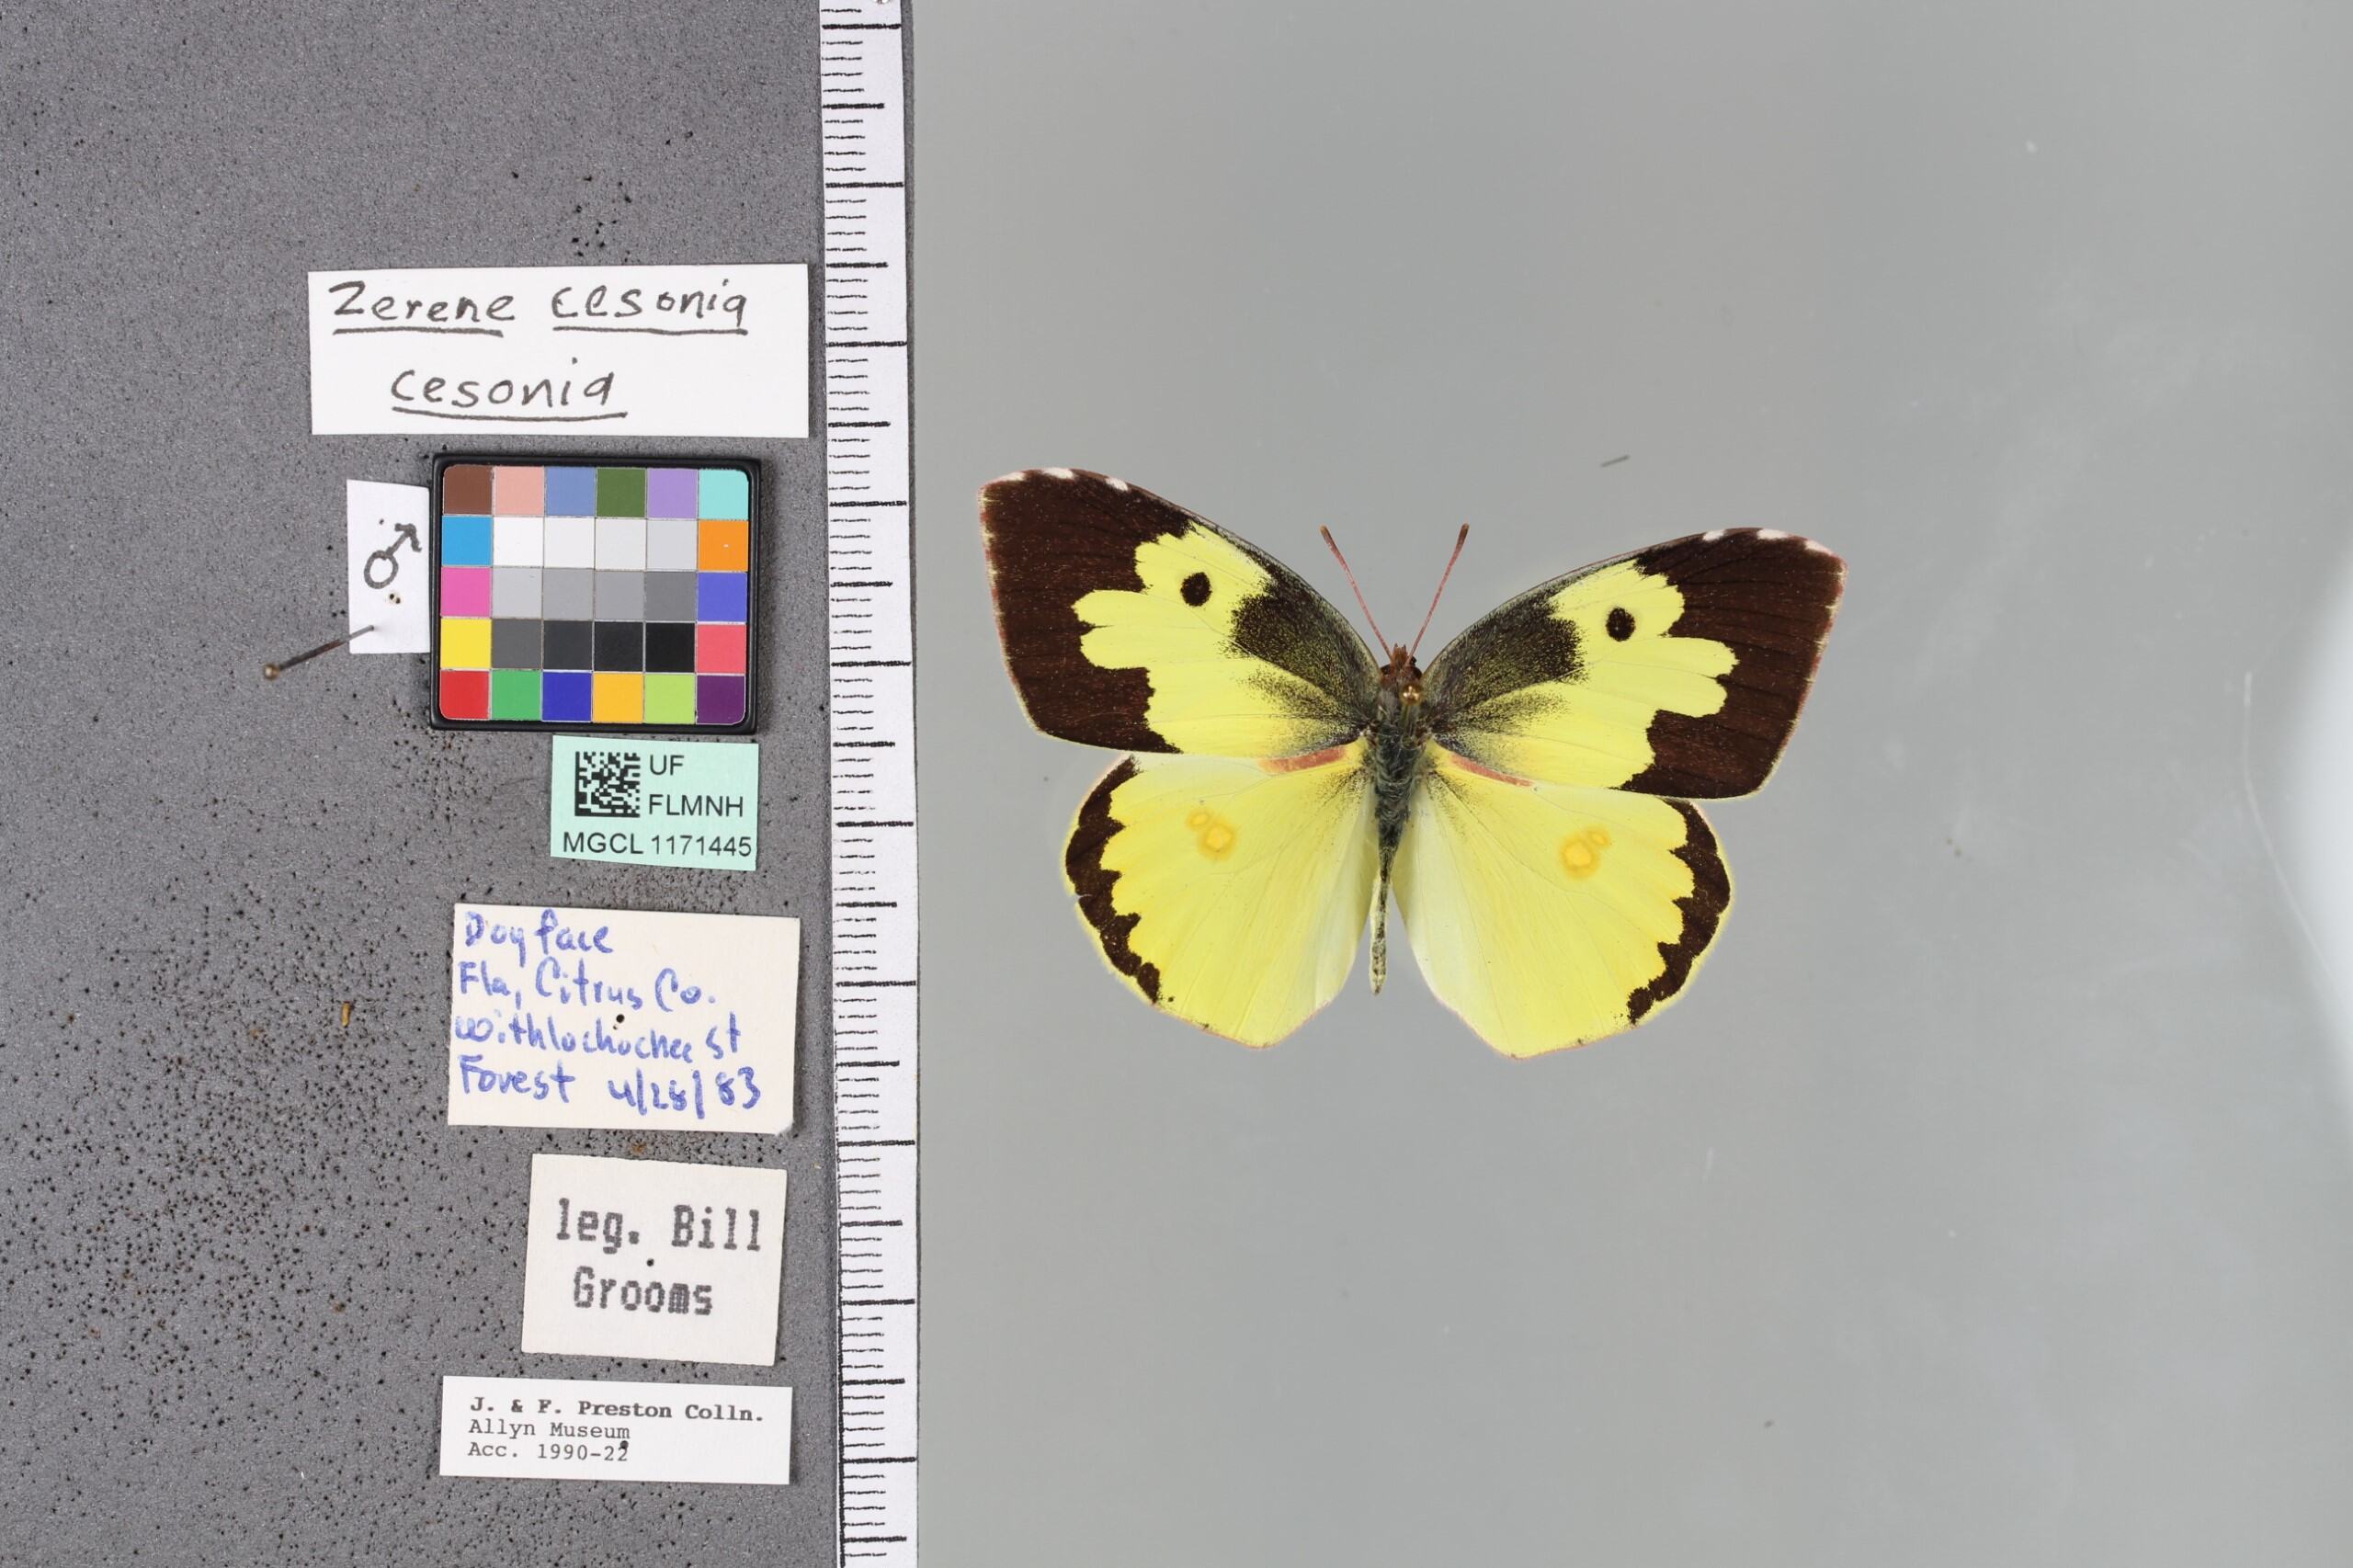 Zerene cesonia
cesonia
♂
UF
FLMNH
MGCL 1171445
Dog face
Fla, Citrus Co.
Withlochochee St
Forest 4/28/83
leg. Bill
Grooms
J. & F. Preston Colln.
Allyn Museum
Acc. 1990-22